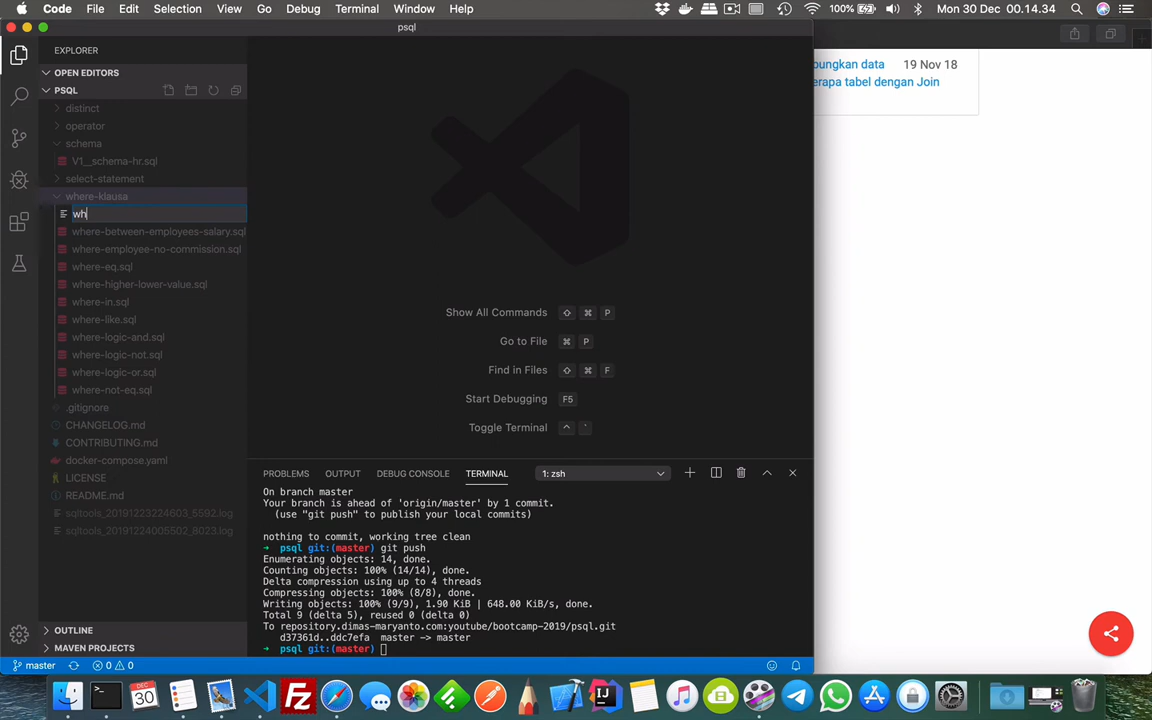 Code File Edit Selection View Go Debug Terminal Window Help
100% Mon 30 Dec 00.14.34
psql
EXPLORER
OPEN EDITORS
PSQL
distinct
operator
schema
V1__schema-hr.sql
select-statement
where-klausa
wh
where-between-employees-salary.sql
where-employee-no-commission.sql
where-eq.sql
where-higher-lower-value.sql
where-in.sql
where-like.sql
where-logic-and.sql
where-logic-not.sql
where-logic-or.sql
where-not-eq.sql
.gitignore
CHANGELOG.md
CONTRIBUTING.md
docker-compose.yaml
LICENSE
README.md
sqltools_20191223224603_5592.log
sqltools_20191224005502_8023.log
OUTLINE
MAVEN PROJECTS
master 0 0
Show All Commands ⇧ ⌘ P
Go to File ⌘ P
Find in Files ⇧ ⌘ F
Start Debugging F5
Toggle Terminal ^ `
PROBLEMS OUTPUT DEBUG CONSOLE TERMINAL 1: zsh
On branch master
Your branch is ahead of 'origin/master' by 1 commit.
(use "git push" to publish your local commits)
nothing to commit, working tree clean
→ psql git:(master) git push
Enumerating objects: 14, done.
Counting objects: 100% (14/14), done.
Delta compression using up to 4 threads
Compressing objects: 100% (8/8), done.
Writing objects: 100% (9/9), 1.90 KiB | 648.00 KiB/s, done.
Total 9 (delta 5), reused 0 (delta 0)
To repository.dimas-maryanto.com:youtube/bootcamp-2019/psql.git
d37361d..ddc7efa master -> master
→ psql git:(master)
data 19 Nov 18
tabel dengan Join
DEC
30
IJ